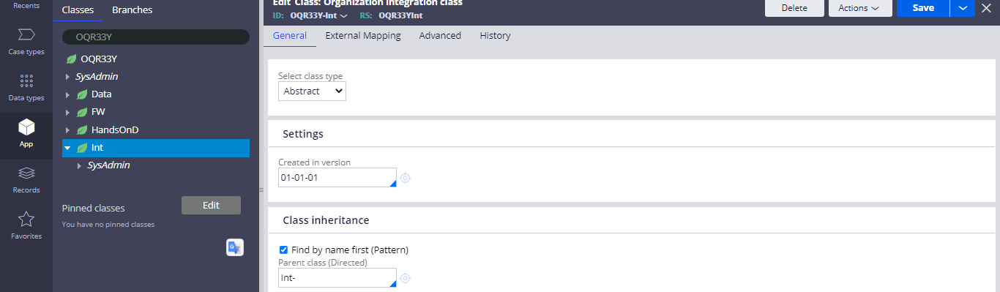 Recents
Case types
Data types
App
Records
Favorites
Classes Branches
OQR33Y
OQR33Y
SysAdmin
Data
FW
HandsOnD
Int
SysAdmin
Pinned classes Edit
You have no pinned classes
Edit Class: Organization integration class
ID: OQR33Y-Int RS: OQR33YInt
Delete Actions Save
General External Mapping Advanced History
Select class type
Abstract
Settings
Created in version
01-01-01
Class inheritance
Find by name first (Pattern)
Parent class (Directed)
Int-